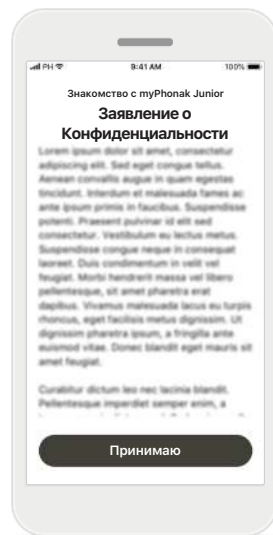 PH
9:41 AM
100%
Знакомство с myPhonak Junior
Заявление о
Конфиденциальности
Lorem ipsum dolor sit amet, consectetur
adipiscing elit. Sed eget congue tellus.
Aenean convallis augue in quam egestas
tincidunt. Interdum et malesuada fames ac
ante ipsum primis in faucibus. Suspendisse
potenti. Praesent pulvinar id elit sed
consectetur. Vestibulum eu lectus metus.
Suspendisse congue neque in consequat
laoreet. Duis condimentum in velit vel
feugiat. Morbi hendrerit massa vel libero
pellentesque, sit amet pharetra erat
dapibus. Vivamus malesuada lacus eu turpis
rhoncus, eget facilisis metus dignissim. Ut
dignissim pharetra ipsum, a fringilla ante
euismod vitae. Donec blandit eget mauris sit
amet feugiat.
Curabitur dictum leo nec lacinia blandit.
Pellentesque imperdiet semper enim, a
Принимаю